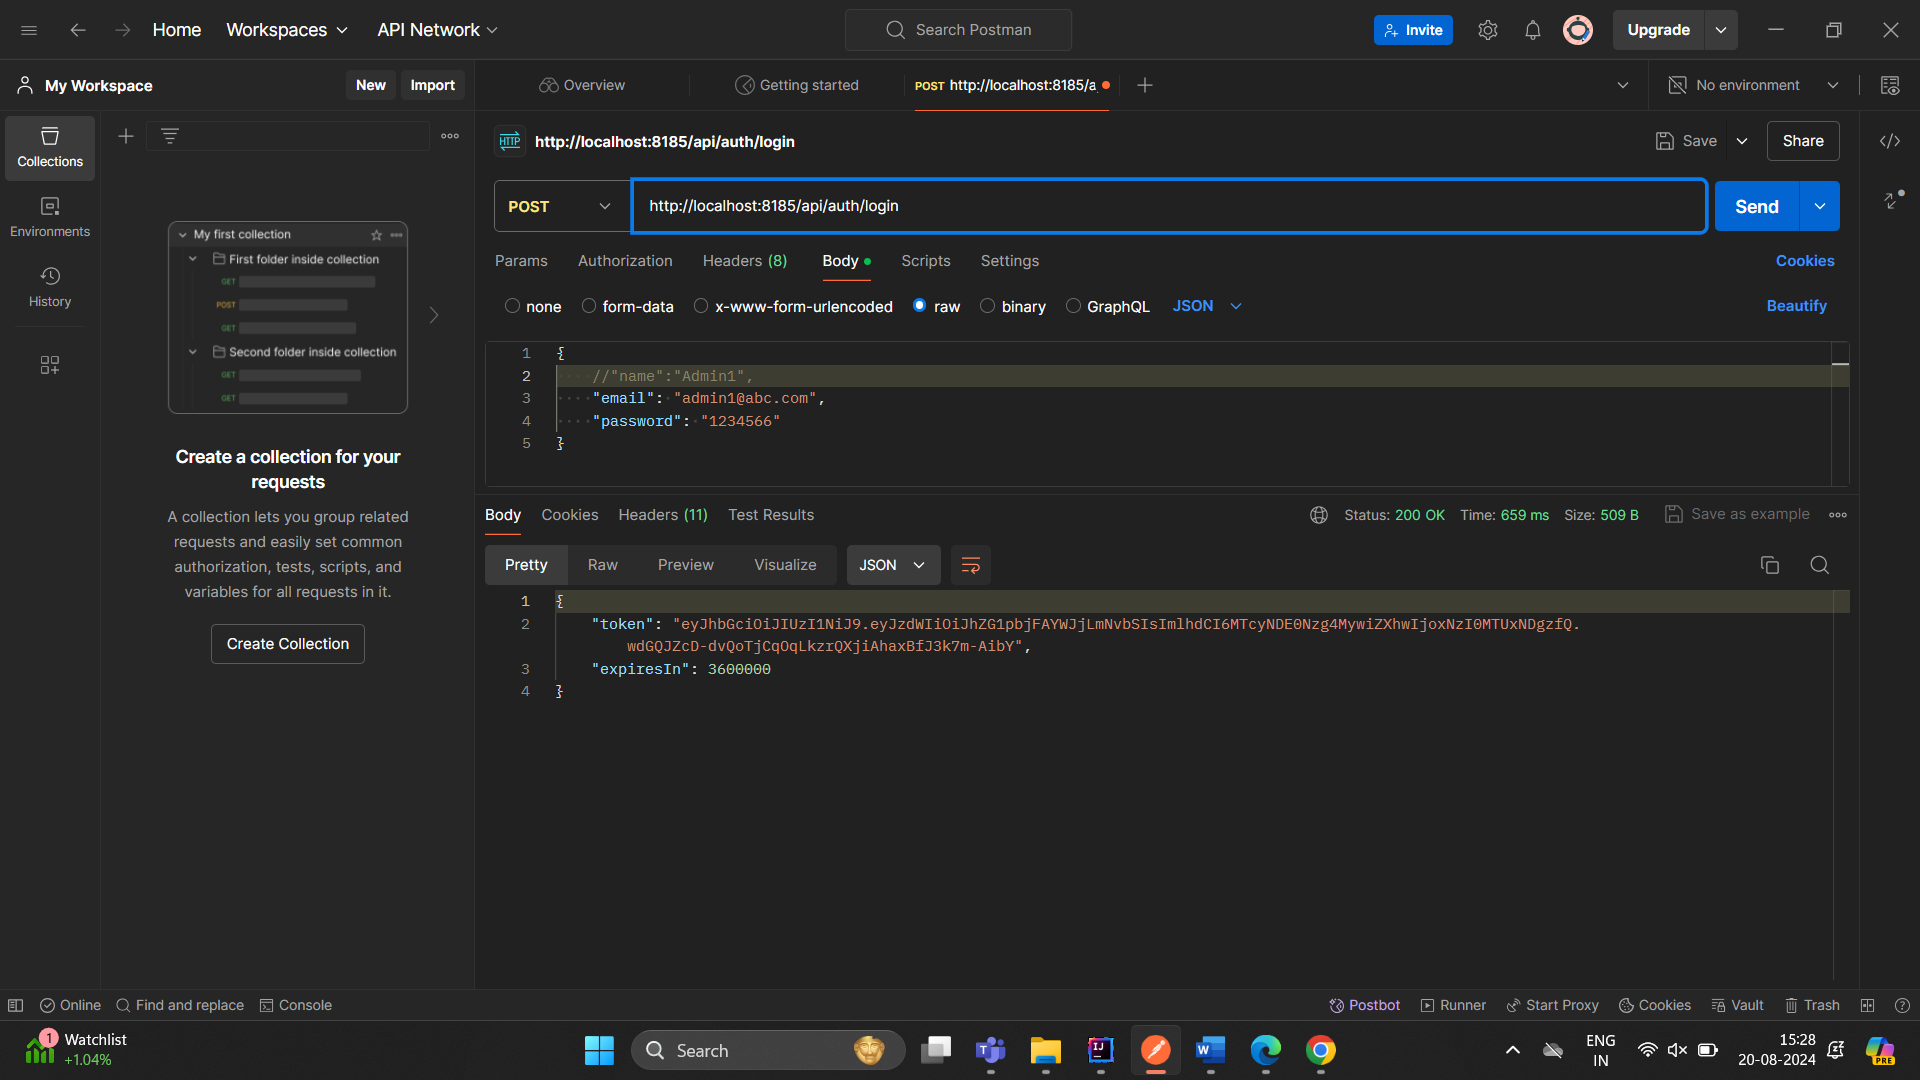 Home
Workspaces
API Network
Search Postman
Invite
Upgrade
My Workspace
New
Import
Overview
Getting started
POST http://localhost:8185/a
No environment
Collections
Environments
History
My first collection
First folder inside collection
GET
POST
GET
Second folder inside collection
GET
GET
Create a collection for your
requests
A collection lets you group related
requests and easily set common
authorization, tests, scripts, and
variables for all requests in it.
Create Collection
HTTP http://localhost:8185/api/auth/login
Save
Share
POST
http://localhost:8185/api/auth/login
Send
Params Authorization Headers (8) Body Scripts Settings Cookies
none form-data x-www-form-urlencoded raw binary GraphQL JSON Beautify
1 {
2 //"name":"Admin1",
3 "email": "admin1@abc.com",
4 "password": "1234566"
5 }
Body Cookies Headers (11) Test Results
Status: 200 OK Time: 659 ms Size: 509 B Save as example
Pretty Raw Preview Visualize JSON
1 {
2 "token": "eyJhbGciOiJIUzI1NiJ9.eyJzdWIiOiJhZG1pbjFAYWJjLmNvbSIsImlhdCI6MTcyNDE0Nzg4MywiZXhwIjoxNzI0MTUxNDgzfQ.
wdGQJZcD-dvQoTjCqOqLkzrQXjiAhaxBfJ3k7m-AibY",
3 "expiresIn": 3600000
4 }
Online Find and replace Console
Postbot Runner Start Proxy Cookies Vault Trash
1
Watchlist
+1.04%
Search
ENG
IN
15:28
20-08-2024
PRE